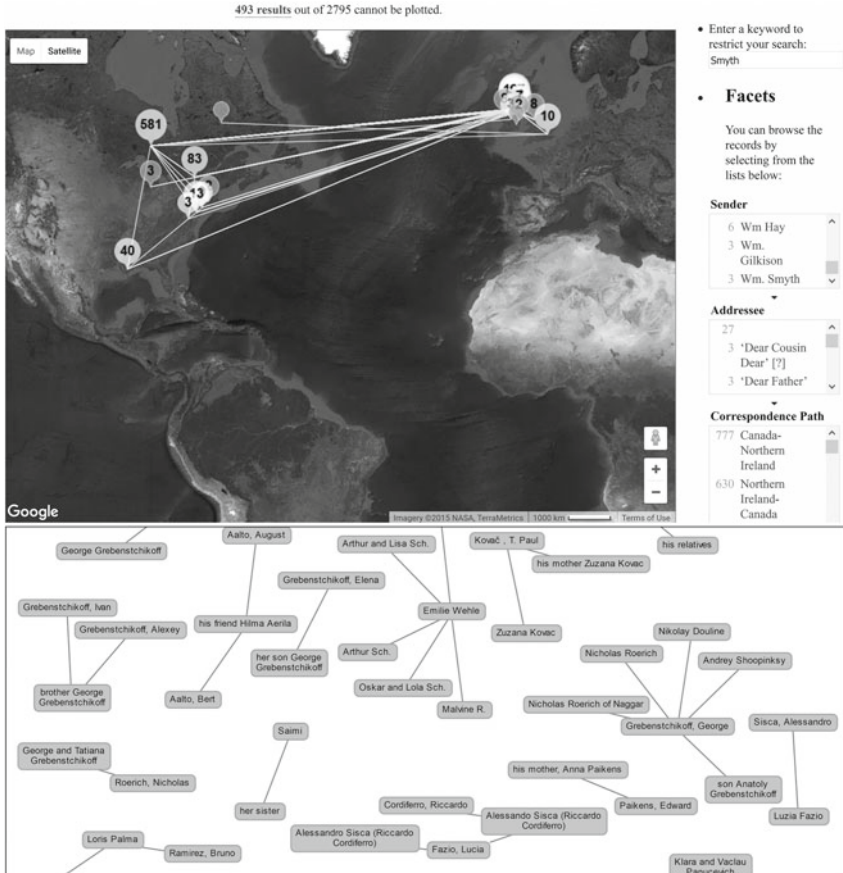 493 results out of 2795 cannot be plotted.
Map Satellite
581
3
83
13
3
40
8
10
Google
Imagery ©2015 NASA, TerraMetrics
1000 km
Terms of Use
• Enter a keyword to
restrict your search:
Smyth
• Facets
You can browse the
records by
selecting from the
lists below:
Sender
6 Wm Hay
3 Wm.
Gilkison
3 Wm. Smyth
Addressee
27
3 ‘Dear Cousin
Dear’ [?]
3 ‘Dear Father’
Correspondence Path
777 Canada-
Northern
Ireland
630 Northern
Ireland-
Canada
George Grebenstchikoff
Aalto, August
Arthur and Lisa Sch.
Kovač , T. Paul
his mother Zuzana Kovac
his relatives
Grebenstchikoff, Ivan
Grebenstchikoff, Alexey
his friend Hilma Aerila
Grebenstchikoff, Elena
Emilie Wehle
Zuzana Kovac
Nikolay Douline
Nicholas Roerich
Andrey Shoopinksy
brother George
Grebenstchikoff
Aalto, Bert
her son George
Grebenstchikoff
Arthur Sch.
Oskar and Lola Sch.
Malvine R.
Nicholas Roerich of Naggar
Grebenstchikoff, George
Sisca, Alessandro
George and Tatiana
Grebenstchikoff
Roerich, Nicholas
Saimi
her sister
his mother, Anna Paikens
Paikens, Edward
son Anatoly
Grebenstchikoff
Luzia Fazio
Cordiferro, Riccardo
Alessando Sisca (Riccardo
Cordiferro)
Alessandro Sisca (Riccardo
Cordiferro)
Fazio, Lucia
Loris Palma
Ramirez, Bruno
Klara and Vaclau